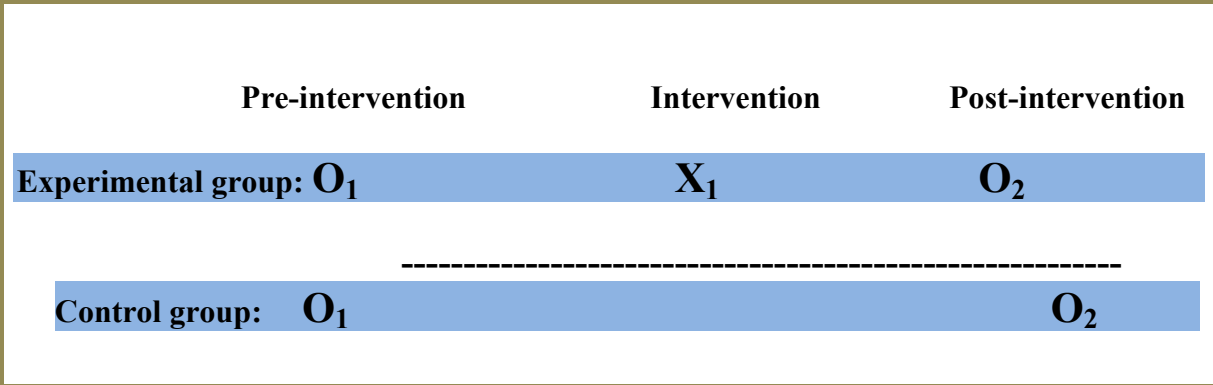 Pre-intervention Intervention Post-intervention
Experimental group: O₁ X₁ O₂
----------------------------------------------------------
Control group: O₁ O₂